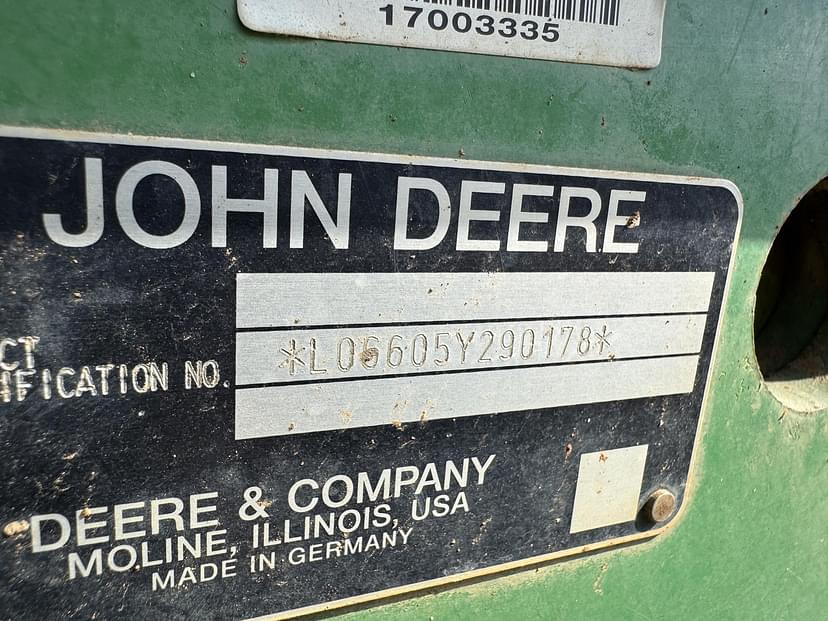 17003335
JOHN DEERE
CT
IFICATION NO.
*L06605Y290178*
DEERE & COMPANY
MOLINE, ILLINOIS, USA
MADE IN GERMANY